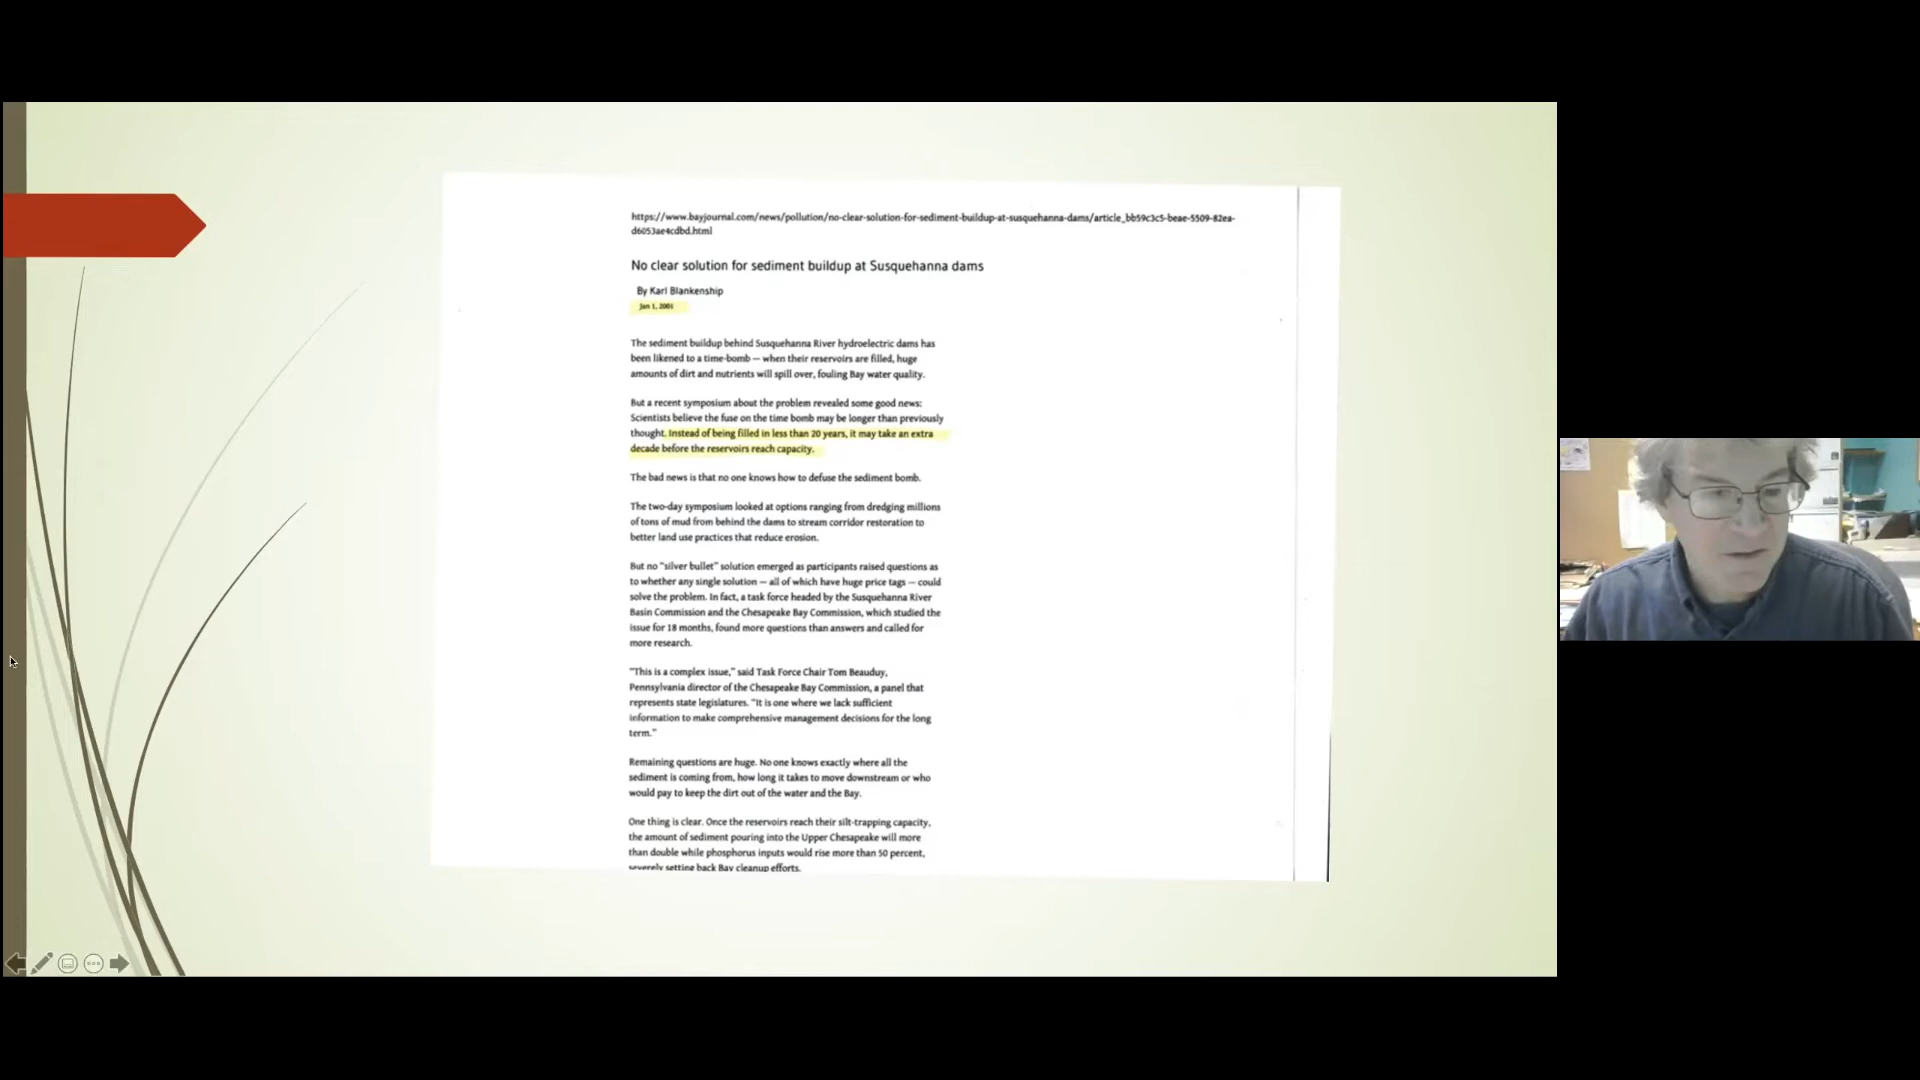 https://www.bayjournal.com/news/pollution/no-clear-solution-for-sediment-buildup-at-susquehanna-dams/article_bb59c3c5-beae-5509-82ea-
d6053ae4cdbd.html
No clear solution for sediment buildup at Susquehanna dams
By Karl Blankenship
Jan 1, 2001
The sediment buildup behind Susquehanna River hydroelectric dams has
been likened to a time-bomb — when their reservoirs are filled, huge
amounts of dirt and nutrients will spill over, fouling Bay water quality.
But a recent symposium about the problem revealed some good news:
Scientists believe the fuse on the time bomb may be longer than previously
thought. Instead of being filled in less than 20 years, it may take an extra
decade before the reservoirs reach capacity.
The bad news is that no one knows how to defuse the sediment bomb.
The two-day symposium looked at options ranging from dredging millions
of tons of mud from behind the dams to stream corridor restoration to
better land use practices that reduce erosion.
But no "silver bullet" solution emerged as participants raised questions as
to whether any single solution — all of which have huge price tags — could
solve the problem. In fact, a task force headed by the Susquehanna River
Basin Commission and the Chesapeake Bay Commission, which studied the
issue for 18 months, found more questions than answers and called for
more research.
"This is a complex issue," said Task Force Chair Tom Beauduy,
Pennsylvania director of the Chesapeake Bay Commission, a panel that
represents state legislatures. "It is one where we lack sufficient
information to make comprehensive management decisions for the long
term."
Remaining questions are huge. No one knows exactly where all the
sediment is coming from, how long it takes to move downstream or who
would pay to keep the dirt out of the water and the Bay.
One thing is clear. Once the reservoirs reach their silt-trapping capacity,
the amount of sediment pouring into the Upper Chesapeake will more
than double while phosphorus inputs would rise more than 50 percent,
severely setting back Bay cleanup efforts.